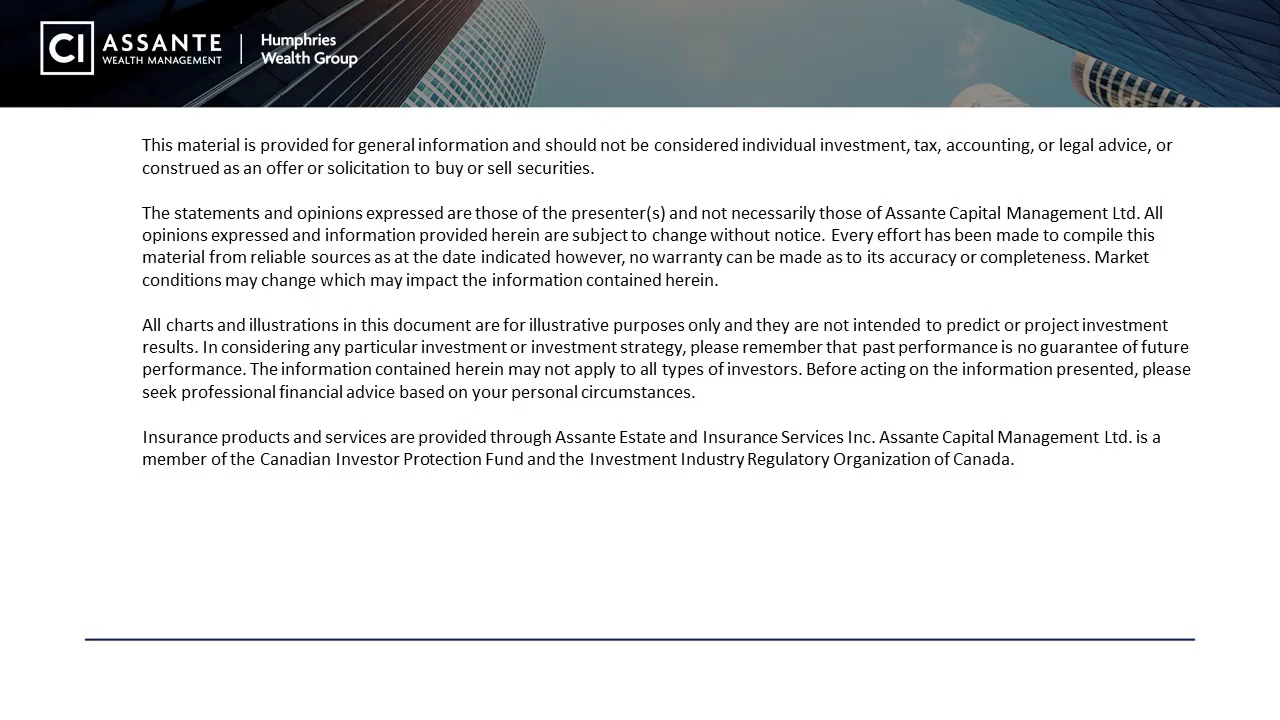 CI ASSANTE
WEALTH MANAGEMENT
Humphries
Wealth Group
This material is provided for general information and should not be considered individual investment, tax, accounting, or legal advice, or
construed as an offer or solicitation to buy or sell securities.
The statements and opinions expressed are those of the presenter(s) and not necessarily those of Assante Capital Management Ltd. All
opinions expressed and information provided herein are subject to change without notice. Every effort has been made to compile this
material from reliable sources as at the date indicated however, no warranty can be made as to its accuracy or completeness. Market
conditions may change which may impact the information contained herein.
All charts and illustrations in this document are for illustrative purposes only and they are not intended to predict or project investment
results. In considering any particular investment or investment strategy, please remember that past performance is no guarantee of future
performance. The information contained herein may not apply to all types of investors. Before acting on the information presented, please
seek professional financial advice based on your personal circumstances.
Insurance products and services are provided through Assante Estate and Insurance Services Inc. Assante Capital Management Ltd. is a
member of the Canadian Investor Protection Fund and the Investment Industry Regulatory Organization of Canada.